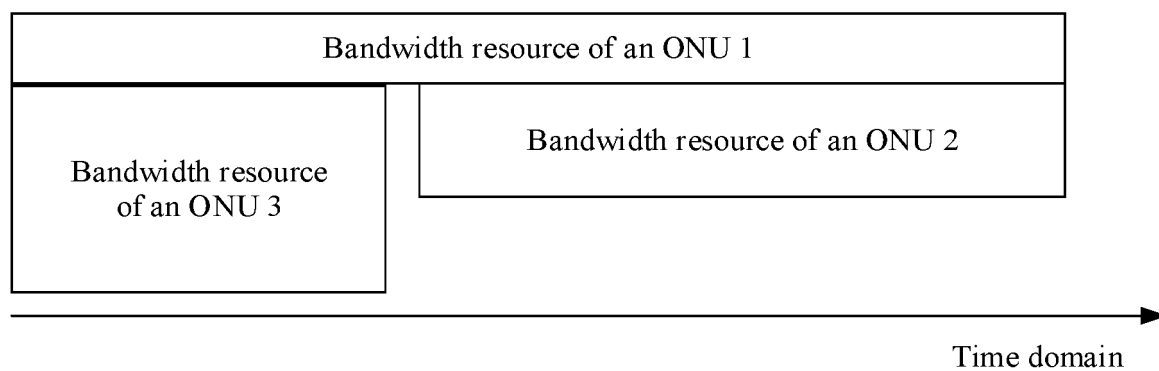 Bandwidth resource of an ONU 1
Bandwidth resource of an ONU 2
Bandwidth resource
of an ONU 3
Time domain